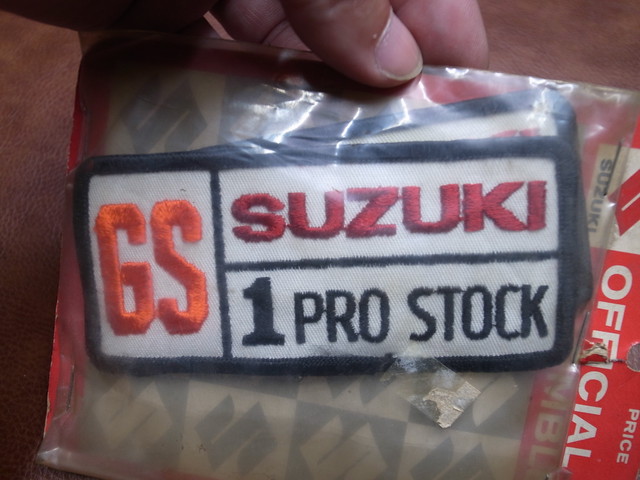 GS
SUZUKI
1 PRO STOCK
SUZUKI
OFFICIAL
PRICE